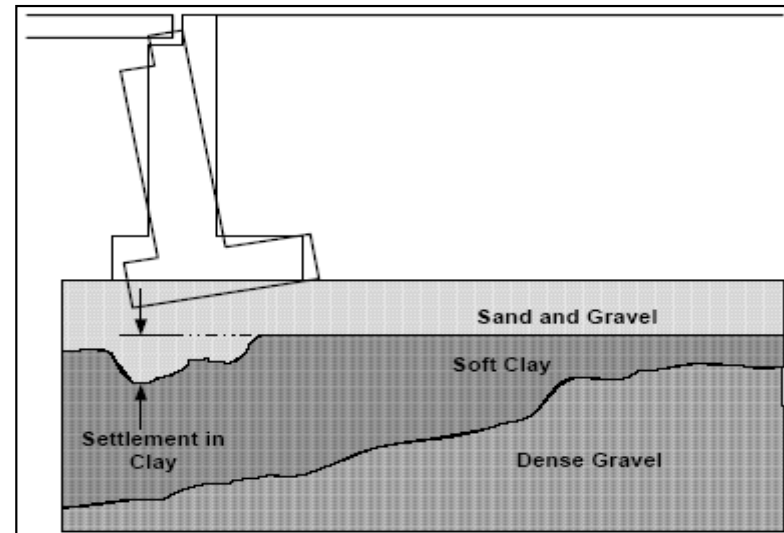 Sand and Gravel
Soft Clay
Settlement in
Clay
Dense Gravel